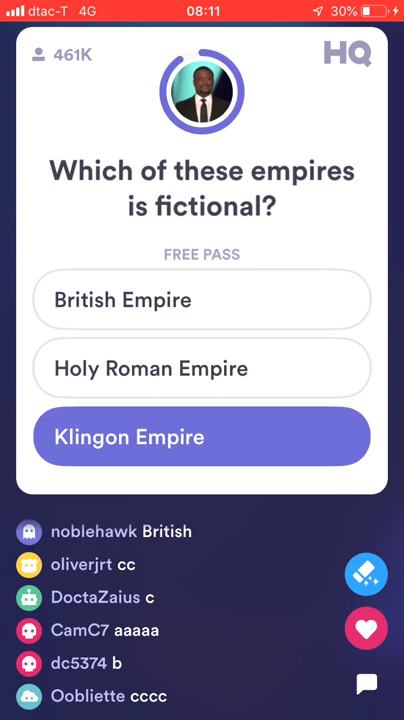 dtac-T 4G 08:11 30%
461K HQ
Which of these empires
is fictional?
FREE PASS
British Empire
Holy Roman Empire
Klingon Empire
noblehawk British
oliverjrt cc
DoctaZaius c
CamC7 aaaaa
dc5374 b
Oobliette cccc